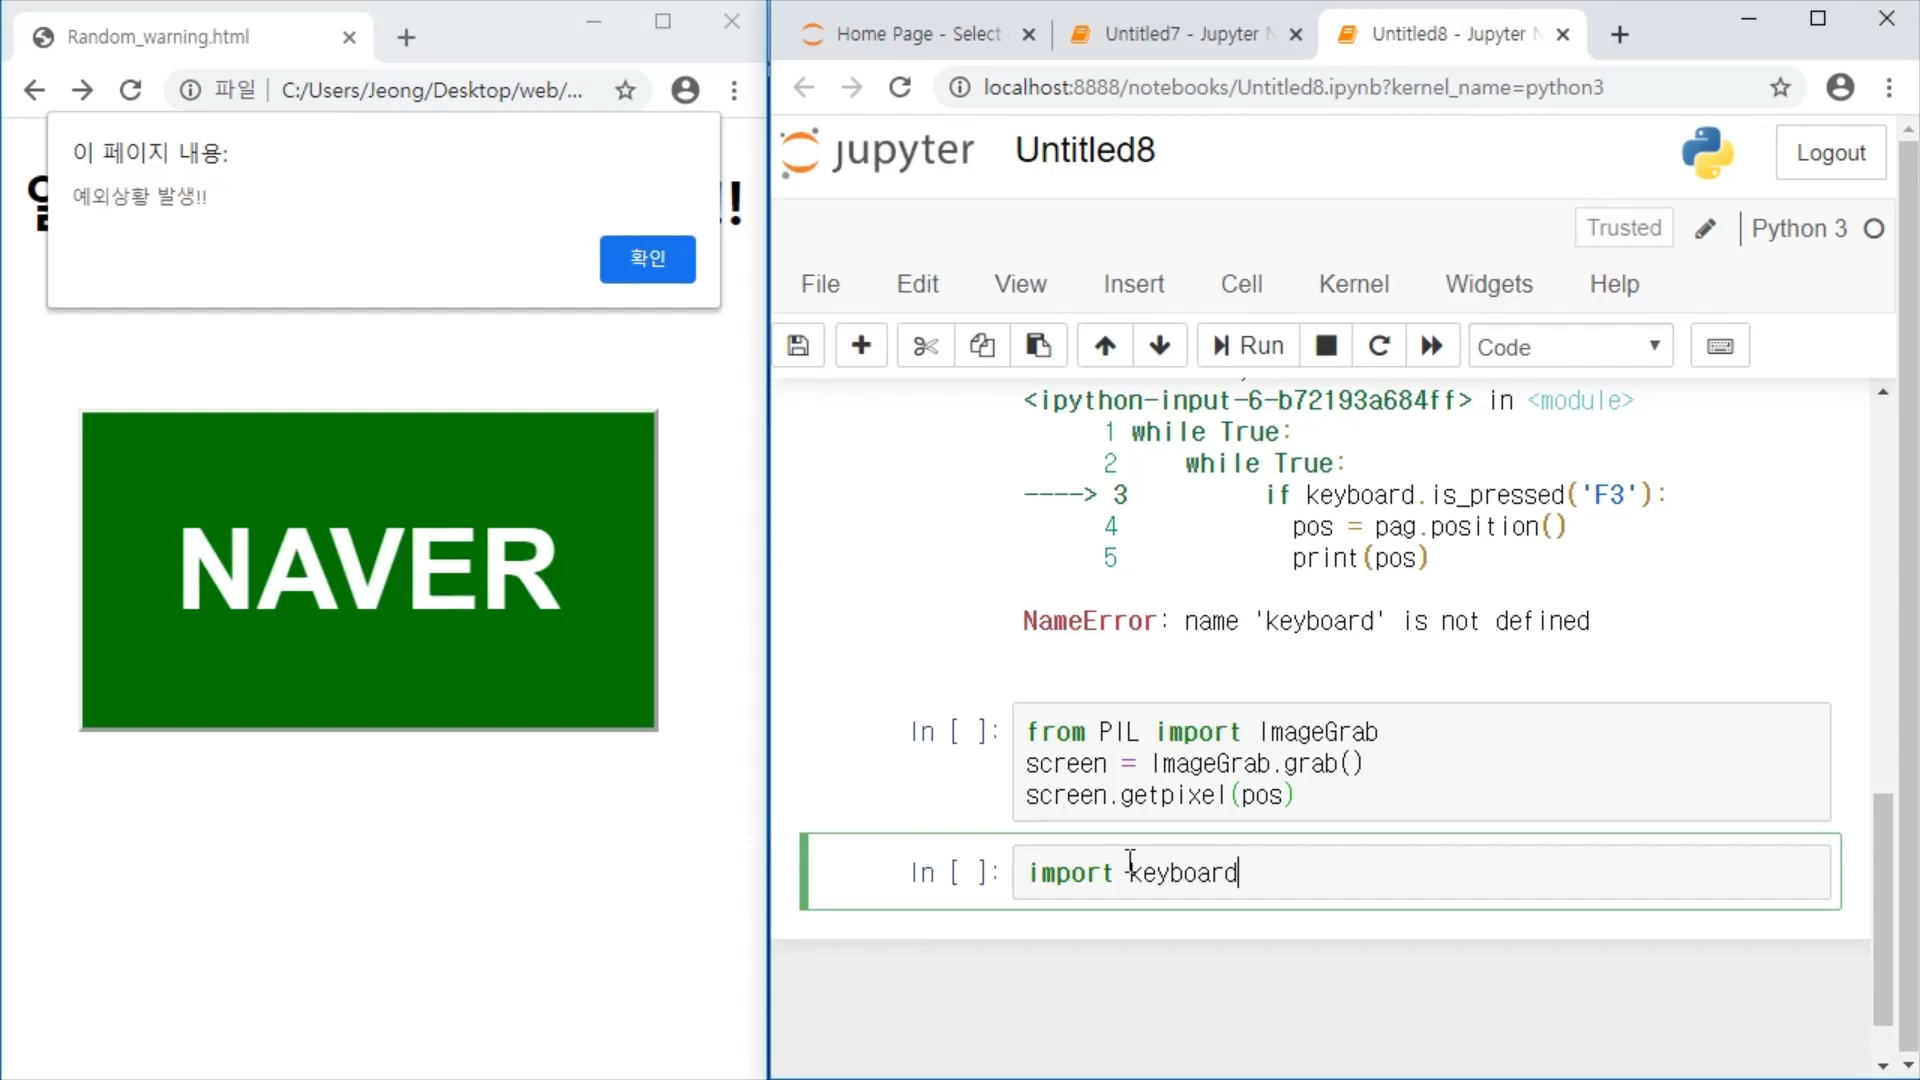 Random_warning.html
파일
C:/Users/Jeong/Desktop/web/...
이 페이지 내용:
예외상황 발생!!
!!
확인
NAVER
Home Page - Select
Untitled7 - Jupyter N
Untitled8 - Jupyter N
localhost:8888/notebooks/Untitled8.ipynb?kernel_name=python3
jupyter
Untitled8
Logout
Trusted
Python 3
File Edit View Insert Cell Kernel Widgets Help
Run
Code
<ipython-input-6-b72193a684ff> in <module>
1 while True:
2 while True:
----> 3 if keyboard.is_pressed('F3'):
4 pos = pag.position()
5 print(pos)
NameError: name 'keyboard' is not defined
In [ ]:
from PIL import ImageGrab
screen = ImageGrab.grab()
screen.getpixel(pos)
In [ ]:
import keyboard